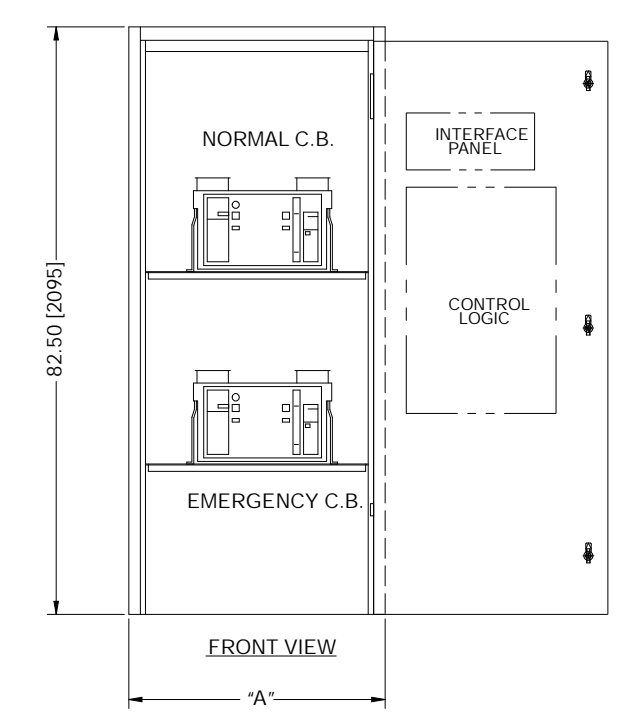 NORMAL C.B.
INTERFACE
PANEL
82.50 [2095]
CONTROL
LOGIC
EMERGENCY C.B.
FRONT VIEW
"A"